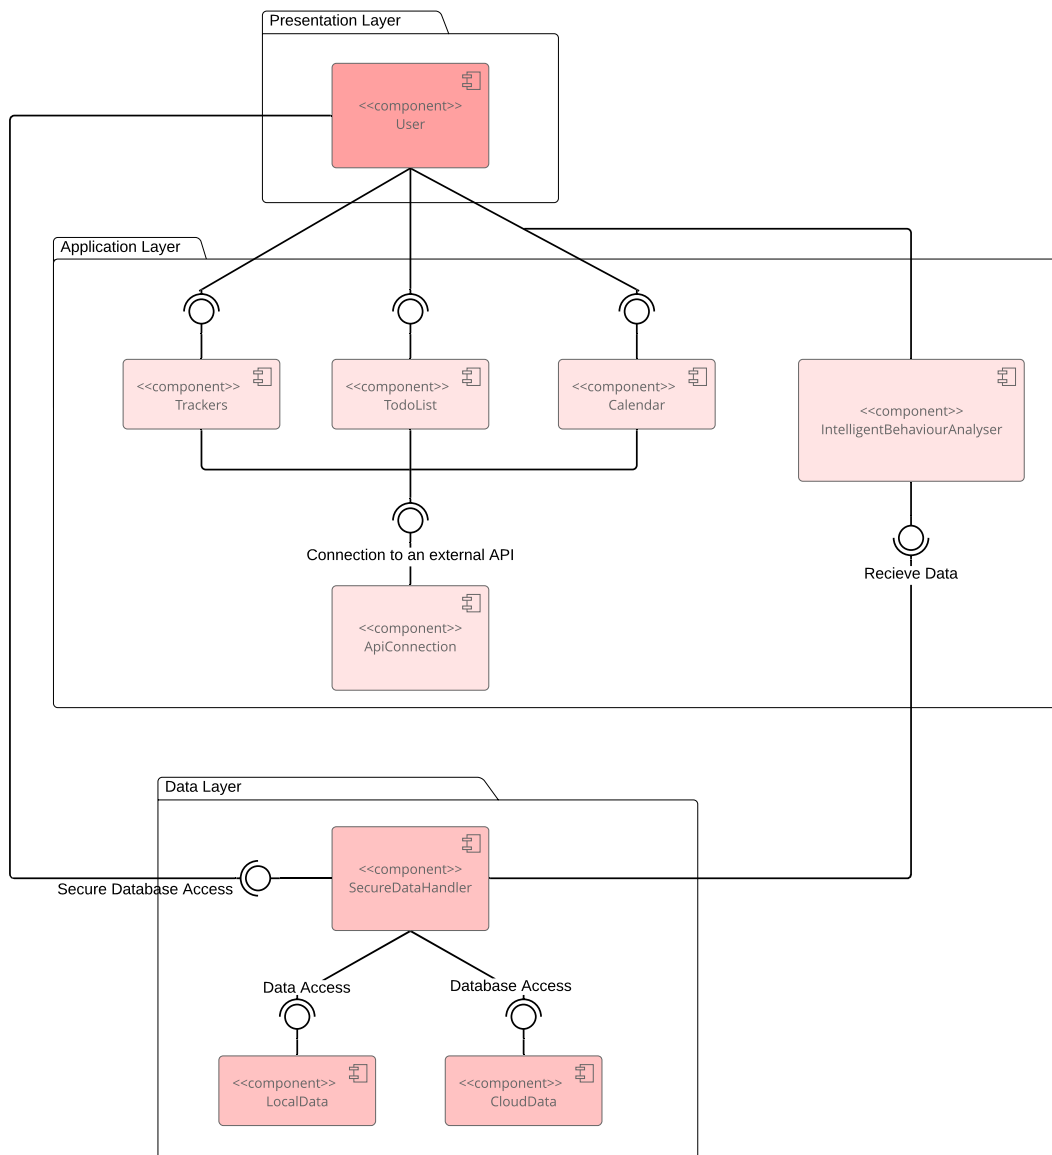 Presentation Layer
<<component>>
User
Application Layer
<<component>>
Trackers
<<component>>
TodoList
<<component>>
Calendar
<<component>>
IntelligentBehaviourAnalyser
Connection to an external API
Recieve Data
<<component>>
ApiConnection
Data Layer
<<component>>
SecureDataHandler
Secure Database Access
Data Access
Database Access
<<component>>
LocalData
<<component>>
CloudData